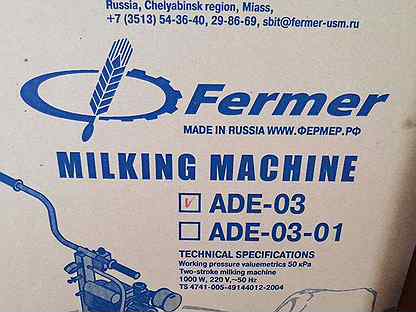 Russia, Chelyabinsk region, Miass,
+7 (3513) 54-36-40, 29-86-69, sbit@fermer-usm.ru
Fermer
MADE IN RUSSIA WWW.ФЕРМЕР.РФ
MILKING MACHINE
ADE-03
ADE-03-01
TECHNICAL SPECIFICATIONS
Working pressure valuemetrics 50 кРа
Two-stroke milking machine
1000 W, 220 V,~50 Hz
TS 4741-005-49144012-2004